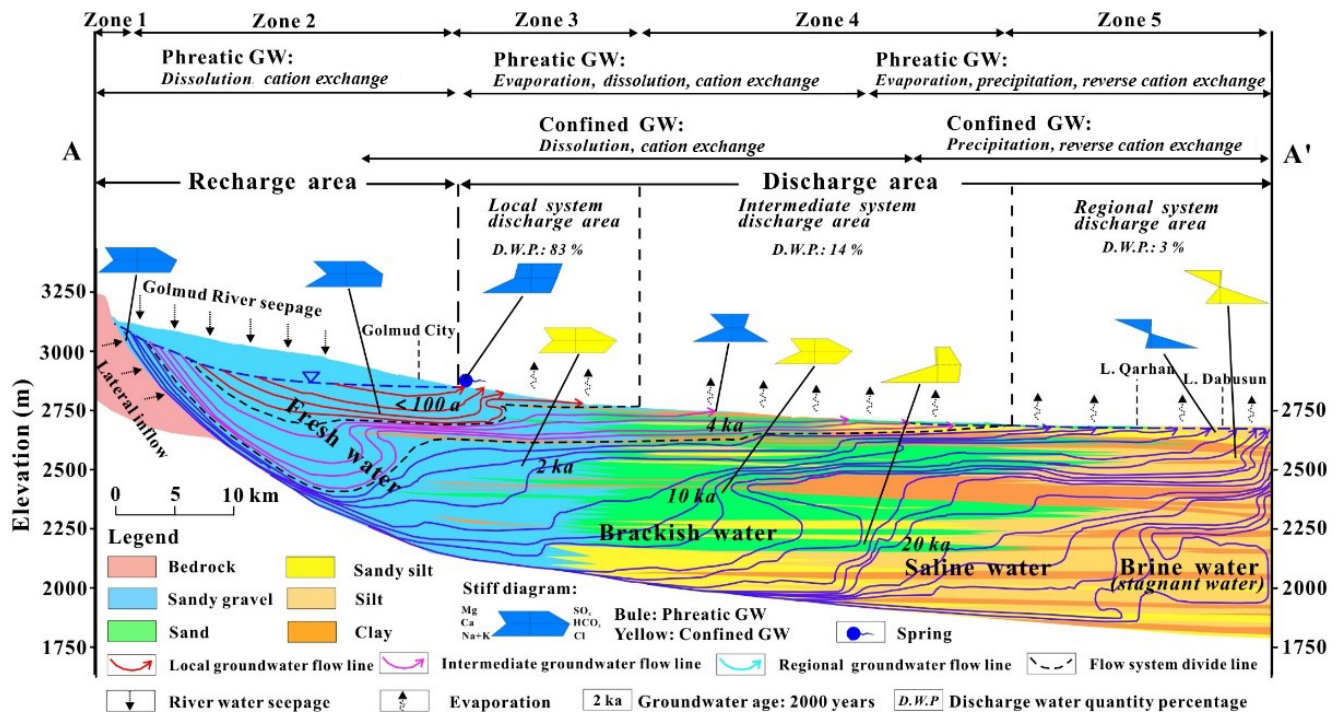 Zone 1 Zone 2 Zone 3 Zone 4 Zone 5
Phreatic GW:
Dissolution, cation exchange
Phreatic GW:
Evaporation, dissolution, cation exchange
Phreatic GW:
Evaporation, precipitation, reverse cation exchange
Confined GW:
Dissolution, cation exchange
Confined GW:
Precipitation, reverse cation exchange
A
A'
Recharge area
Discharge area
Local system
discharge area
D.W.P.: 83 %
Intermediate system
discharge area
D.W.P.: 14 %
Regional system
discharge area
D.W.P.: 3 %
Elevation (m)
3250
3000
2750
2500
2250
2000
1750
2750
2500
2250
2000
1750
Golmud River seepage
Golmud City
Lateral inflow
< 100 a
Fresh water
2 ka
4 ka
10 ka
20 ka
L. Qarhan
L. Dabusun
Brackish water
Saline water
Brine water
(stagnant water)
0 5 10 km
Legend
Bedrock
Sandy silt
Sandy gravel
Silt
Sand
Clay
Stiff diagram:
Mg
Ca
Na+K
SO₄
HCO₃
Cl
Bule: Phreatic GW
Yellow: Confined GW
Spring
Local groundwater flow line
Intermediate groundwater flow line
Regional groundwater flow line
Flow system divide line
River water seepage
Evaporation
2 ka Groundwater age: 2000 years
D.W.P Discharge water quantity percentage